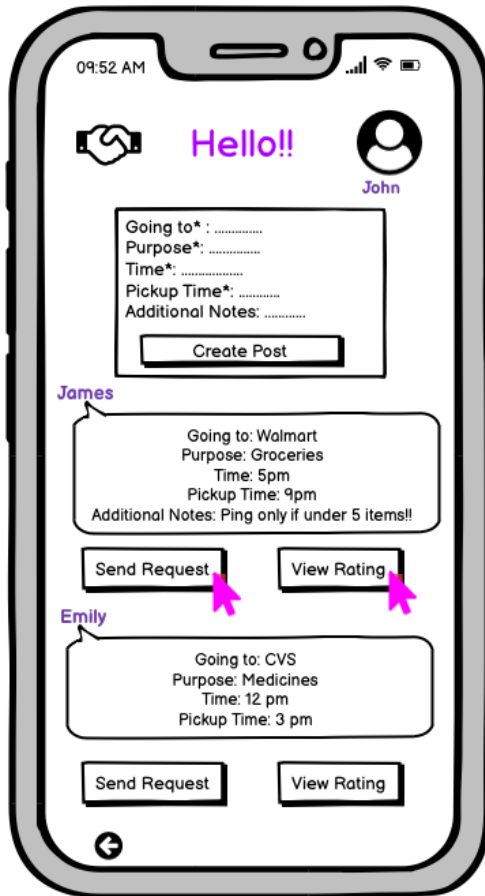 09:52 AM
Hello!!
John
Going to* : .............
Purpose*: ..............
Time*: .................
Pickup Time*: ...........
Additional Notes: ...........
Create Post
James
Going to: Walmart
Purpose: Groceries
Time: 5pm
Pickup Time: 9pm
Additional Notes: Ping only if under 5 items!!
Send Request View Rating
Emily
Going to: CVS
Purpose: Medicines
Time: 12 pm
Pickup Time: 3 pm
Send Request View Rating